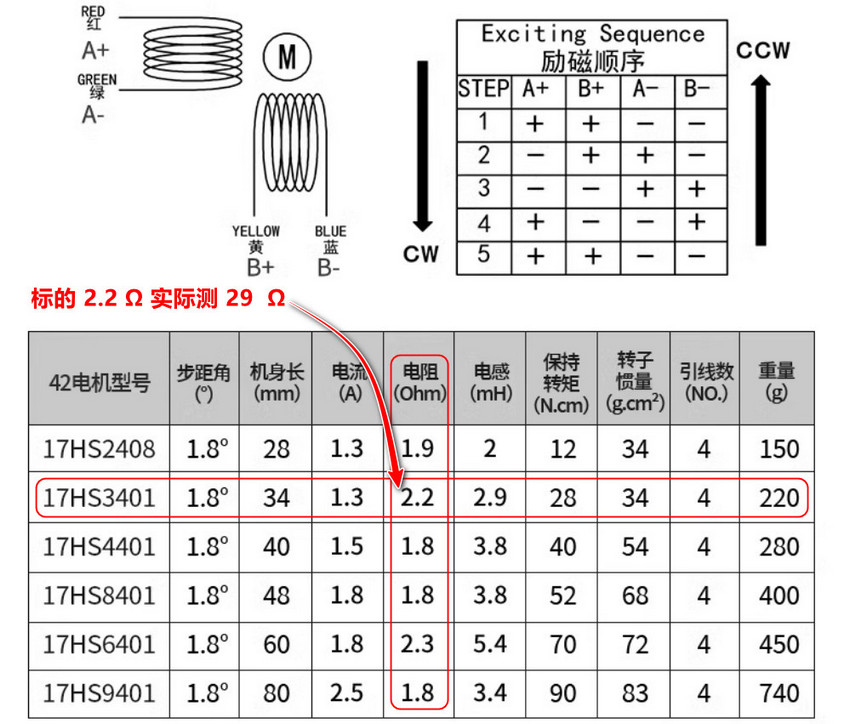 RED
红
A+
GREEN
绿
A-
M
YELLOW
黄
B+
BLUE
蓝
B-
CW
Exciting Sequence
励磁顺序
STEP A+ B+ A- B-
1 + + - -
2 - + + -
3 - - + +
4 + - - +
5 + + - -
CCW
标的 2.2 Ω 实际测 29 Ω
42电机型号 步距角(°) 机身长(mm) 电流(A) 电阻(Ohm) 电感(mH) 保持转矩(N.cm) 转子惯量(g.cm²) 引线数(NO.) 重量(g)
17HS2408 1.8° 28 1.3 1.9 2 12 34 4 150
17HS3401 1.8° 34 1.3 2.2 2.9 28 34 4 220
17HS4401 1.8° 40 1.5 1.8 3.8 40 54 4 280
17HS8401 1.8° 48 1.8 1.8 3.8 52 68 4 400
17HS6401 1.8° 60 1.8 2.3 5.4 70 72 4 450
17HS9401 1.8° 80 2.5 1.8 3.4 90 83 4 740